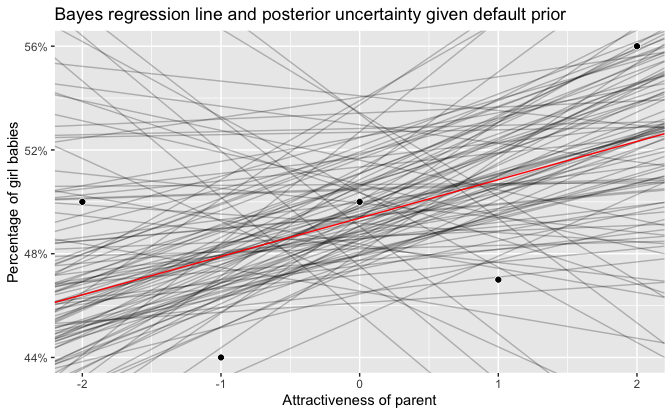 Bayes regression line and posterior uncertainty given default prior
56%
52%
48%
44%
Percentage of girl babies
-2 -1 0 1 2
Attractiveness of parent